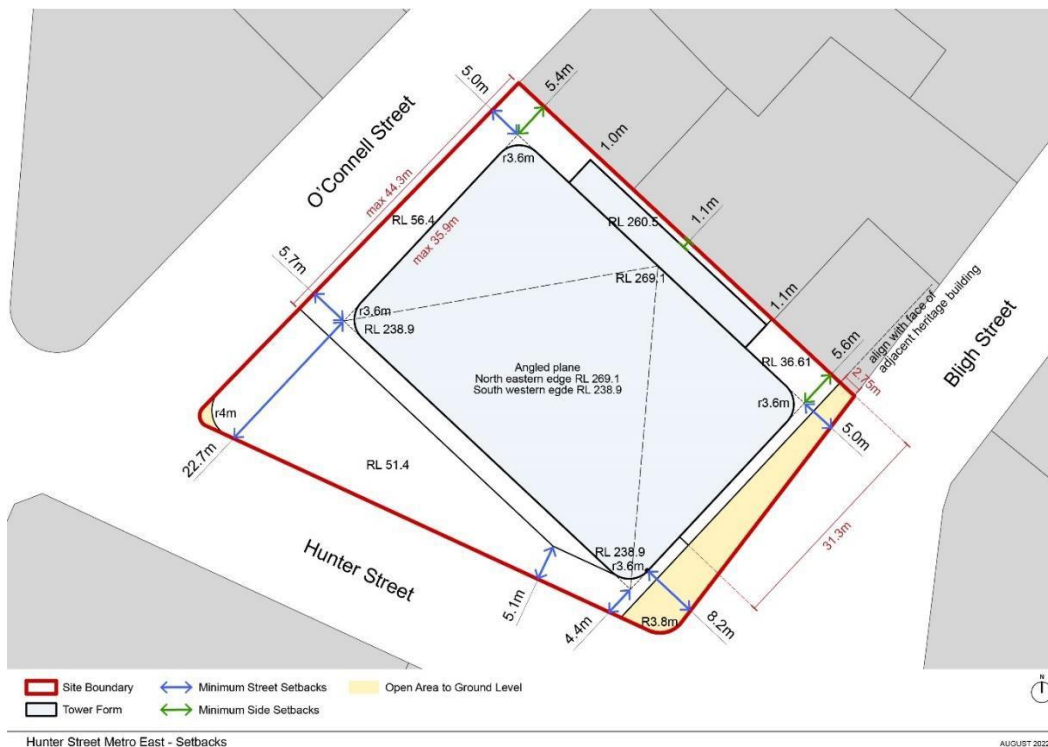 5.0m
5.4m
O'Connell Street
1.0m
r3.6m
max 44.3m
RL 56.4
max 35.9m
RL 260.5
1.1m
5.7m
RL 269.1
1.1m
align with face of
adjacent heritage building
r3.6m
RL 238.9
RL 36.61
5.6m
Bligh Street
2.75m
Angled plane
North eastern edge RL 269.1
South western egde RL 238.9
r3.6m
5.0m
r4m
22.7m
RL 51.4
31.3m
Hunter Street
RL 238.9
r3.6m
5.1m
4.4m
R3.8m
8.2m
Site Boundary
Minimum Street Setbacks
Open Area to Ground Level
N
Tower Form
Minimum Side Setbacks
Hunter Street Metro East - Setbacks
AUGUST 2022